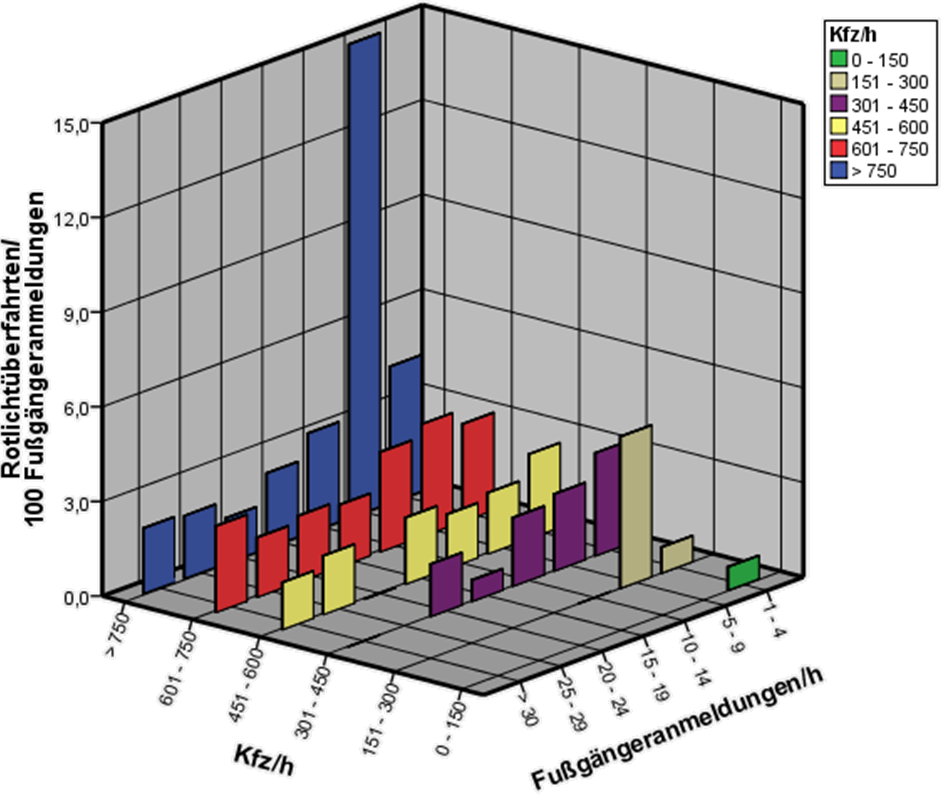 Kfz/h
0 - 150
151 - 300
301 - 450
451 - 600
601 - 750
> 750
Rotlichtüberfahrten/
100 Fußgängeranmeldungen
15,0
12,0
9,0
6,0
3,0
0,0
> 750
601 - 750
451 - 600
301 - 450
151 - 300
0 - 150
Kfz/h
> 30
25 - 29
20 - 24
15 - 19
10 - 14
5 - 9
1 - 4
Fußgängeranmeldungen/h